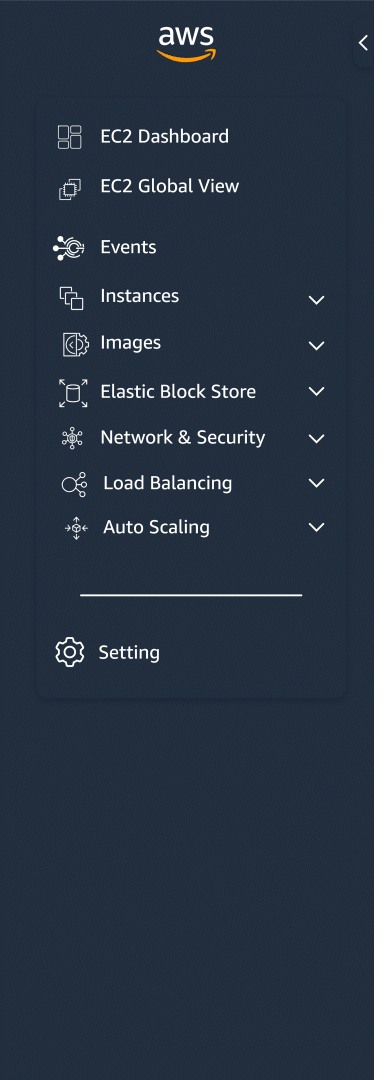 aws
EC2 Dashboard
EC2 Global View
Events
Instances
Images
Elastic Block Store
Network & Security
Load Balancing
Auto Scaling
Setting